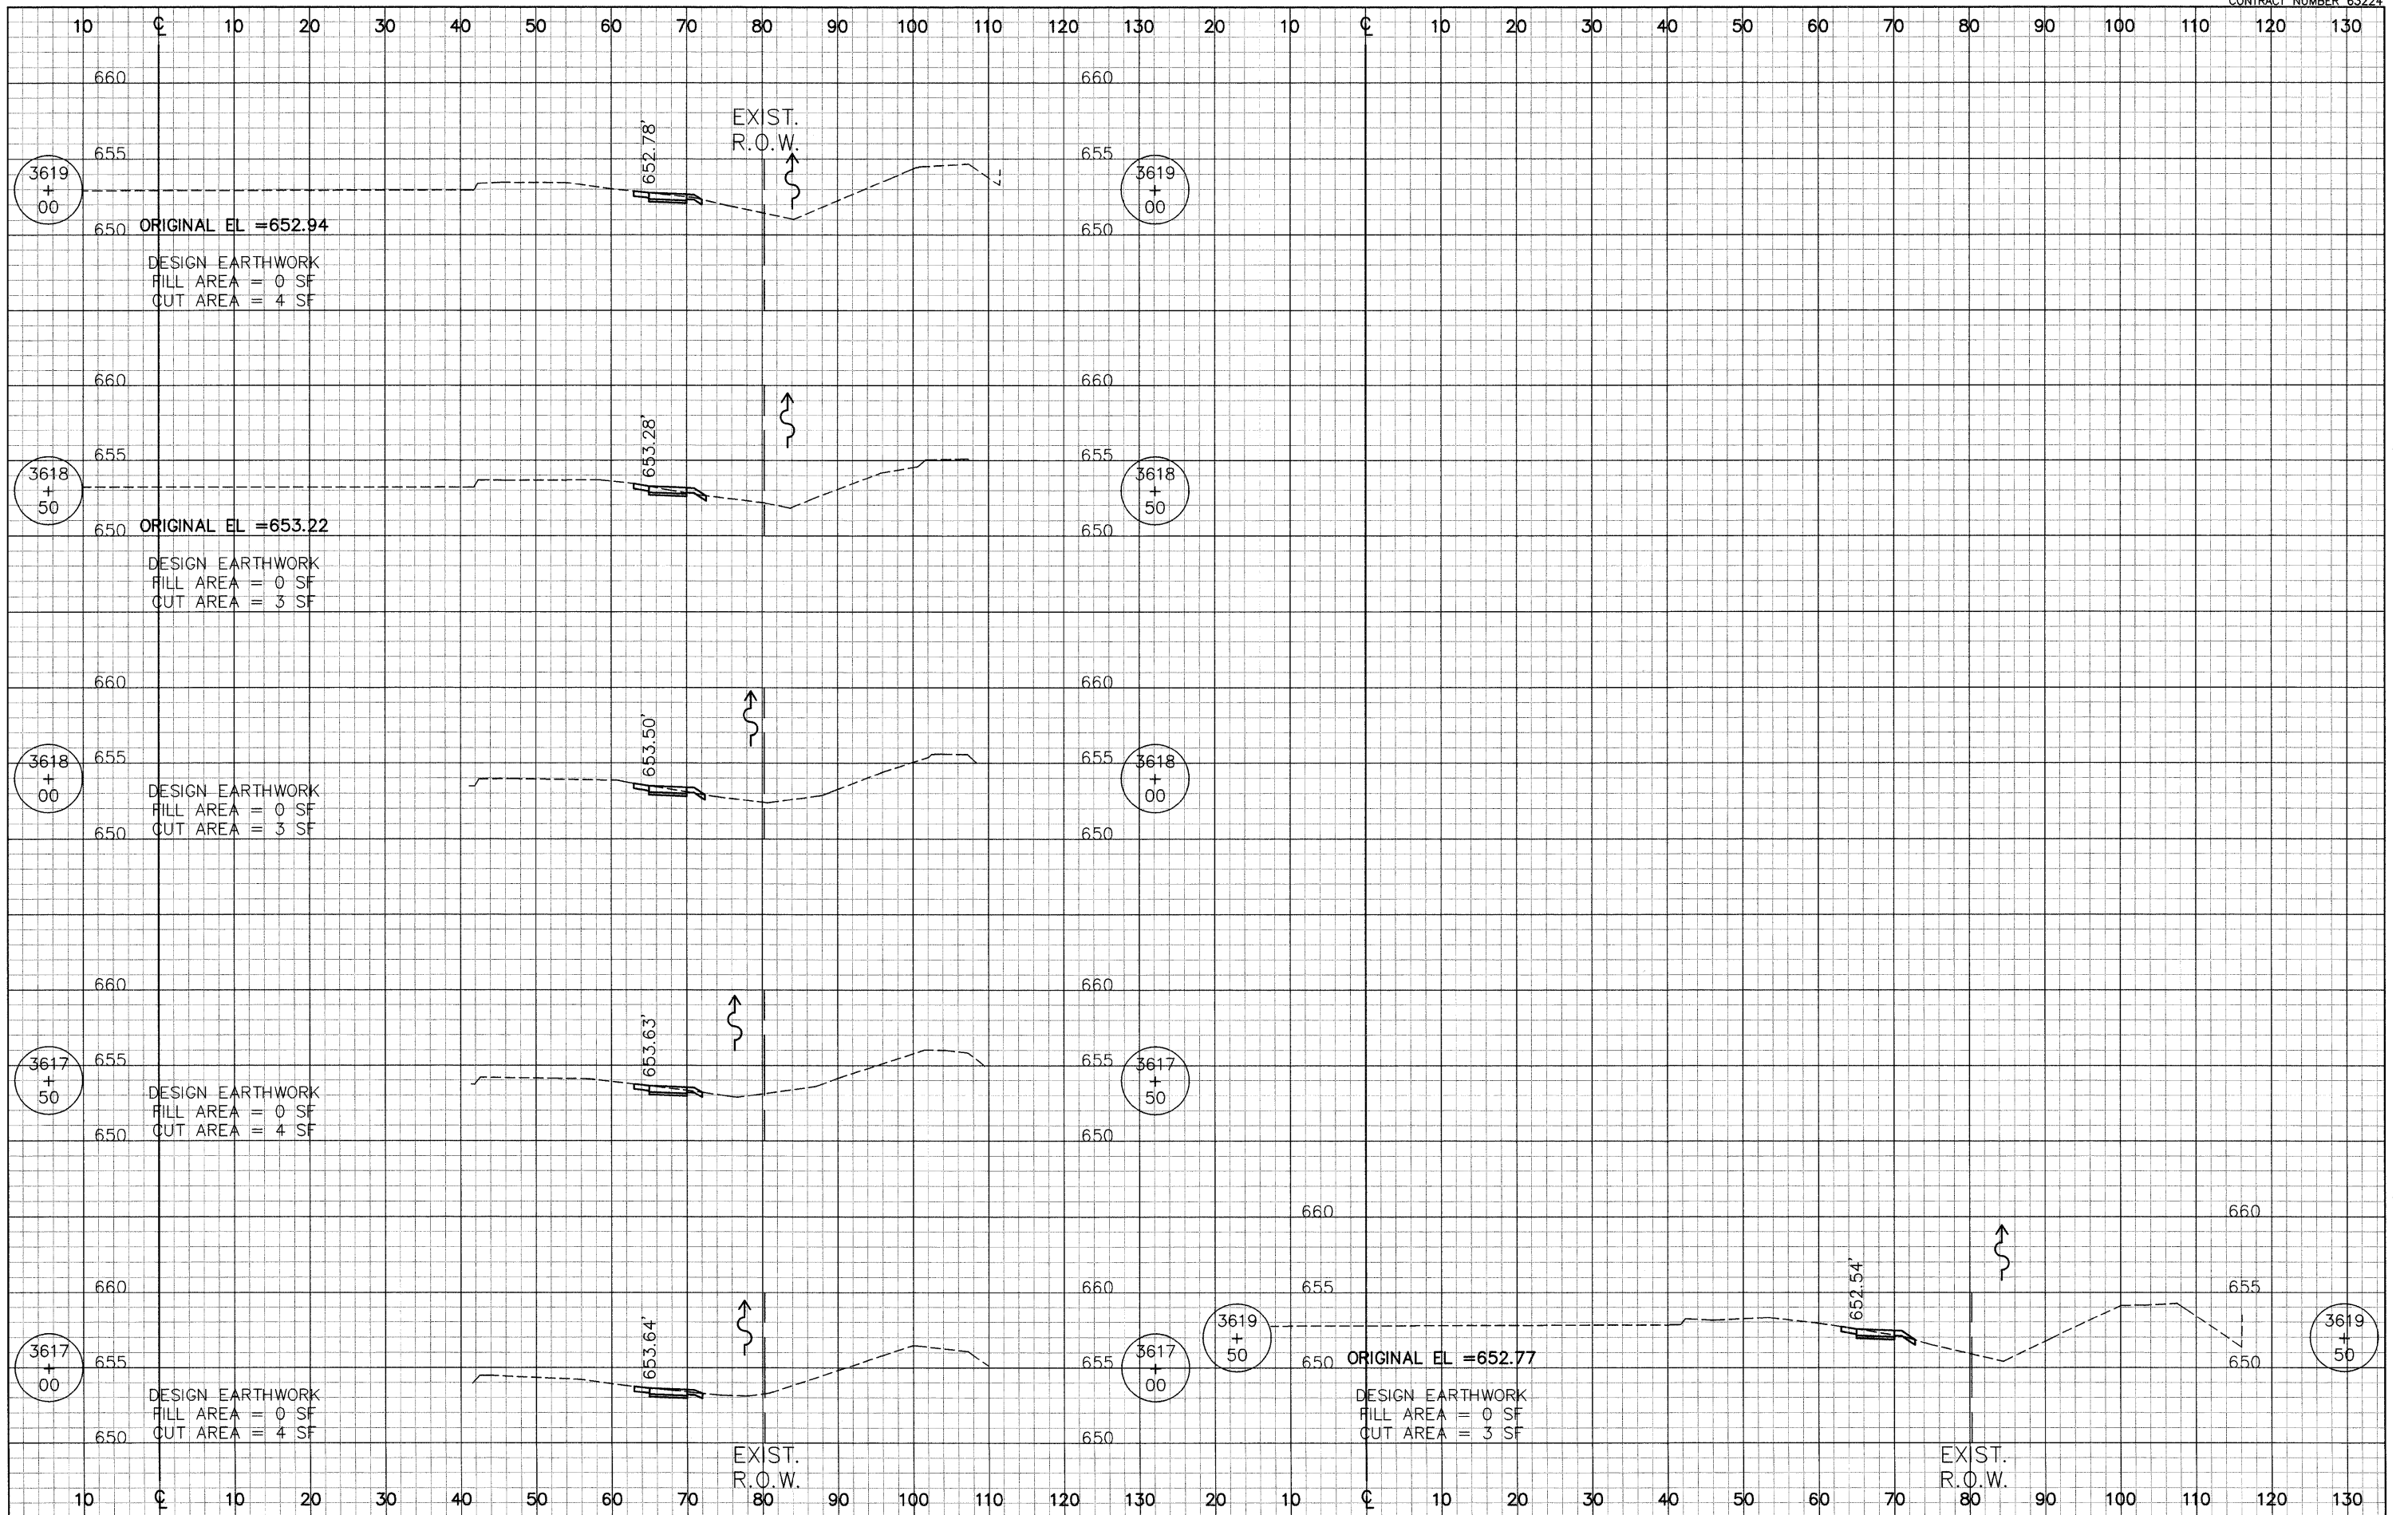 CONTRACT NUMBER 63224
10 ℄ 10 20 30 40 50 60 70 80 90 100 110 120 130 20 10 ℄ 10 20 30 40 50 60 70 80 90 100 110 120 130
660 660
EXIST.
R.O.W.
652.78'
655 655
3619 + 00
3619 + 00
ORIGINAL EL =652.94
650 650
DESIGN EARTHWORK
FILL AREA = 0 SF
CUT AREA = 4 SF
660 660
653.28'
655 655
3618 + 50
3618 + 50
ORIGINAL EL =653.22
650 650
DESIGN EARTHWORK
FILL AREA = 0 SF
CUT AREA = 3 SF
660 660
653.50'
655 655
3618 + 00
3618 + 00
DESIGN EARTHWORK
FILL AREA = 0 SF
CUT AREA = 3 SF
650 650
660 660
653.63'
655 655
3617 + 50
3617 + 50
DESIGN EARTHWORK
FILL AREA = 0 SF
CUT AREA = 4 SF
650 650
660 660
653.64'
655 655
3617 + 00
3617 + 00
DESIGN EARTHWORK
FILL AREA = 0 SF
CUT AREA = 4 SF
650 650
EXIST.
R.O.W.
660 660
652.54'
655 655
3619 + 50
3619 + 50
650 650
ORIGINAL EL =652.77
DESIGN EARTHWORK
FILL AREA = 0 SF
CUT AREA = 3 SF
EXIST.
R.O.W.
10 ℄ 10 20 30 40 50 60 70 80 90 100 110 120 130 20 10 ℄ 10 20 30 40 50 60 70 80 90 100 110 120 130